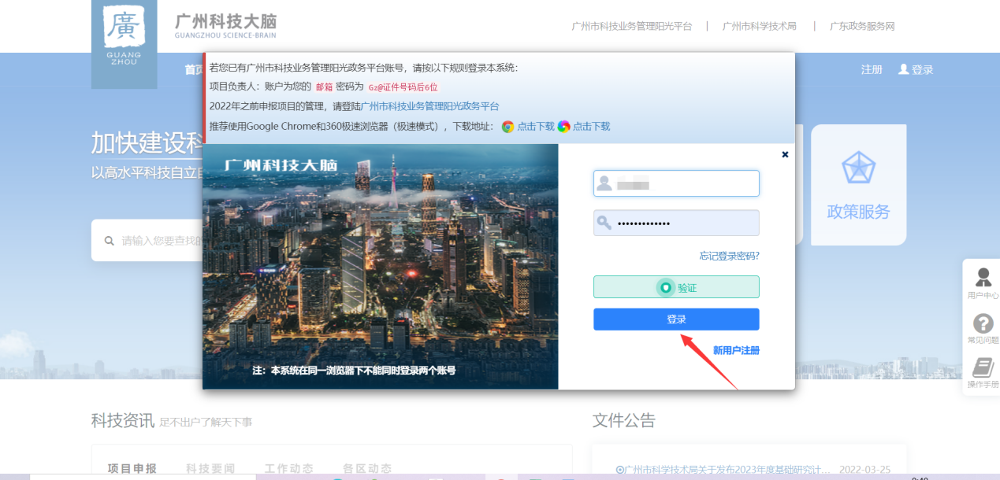 廣
GUANG
ZHOU
广州科技大脑
GUANGZHOU SCIENCE-BRAIN
广州市科技业务管理阳光平台 | 广州市科学技术局 | 广东政务服务网
首页
注册
登录
若您已有广州市科技业务管理阳光政务平台账号，请按以下规则登录本系统：
项目负责人：账户为您的 邮箱 密码为 Gz@证件号码后6位
2022年之前申报项目的管理，请登陆广州市科技业务管理阳光政务平台
推荐使用Google Chrome和360极速浏览器（极速模式），下载地址： 点击下载 点击下载
加快建设科
以高水平科技自立自
请输入您要查找的
广州科技大脑
注：本系统在同一浏览器下不能同时登录两个账号
×
•••••••••••••
忘记登录密码?
验证
登录
新用户注册
政策服务
用户中心
常见问题
操作手册
科技资讯 足不出户了解天下事
项目申报 科技要闻 工作动态 各区动态
文件公告
广州市科学技术局关于发布2023年度基础研究计... 2022-03-25